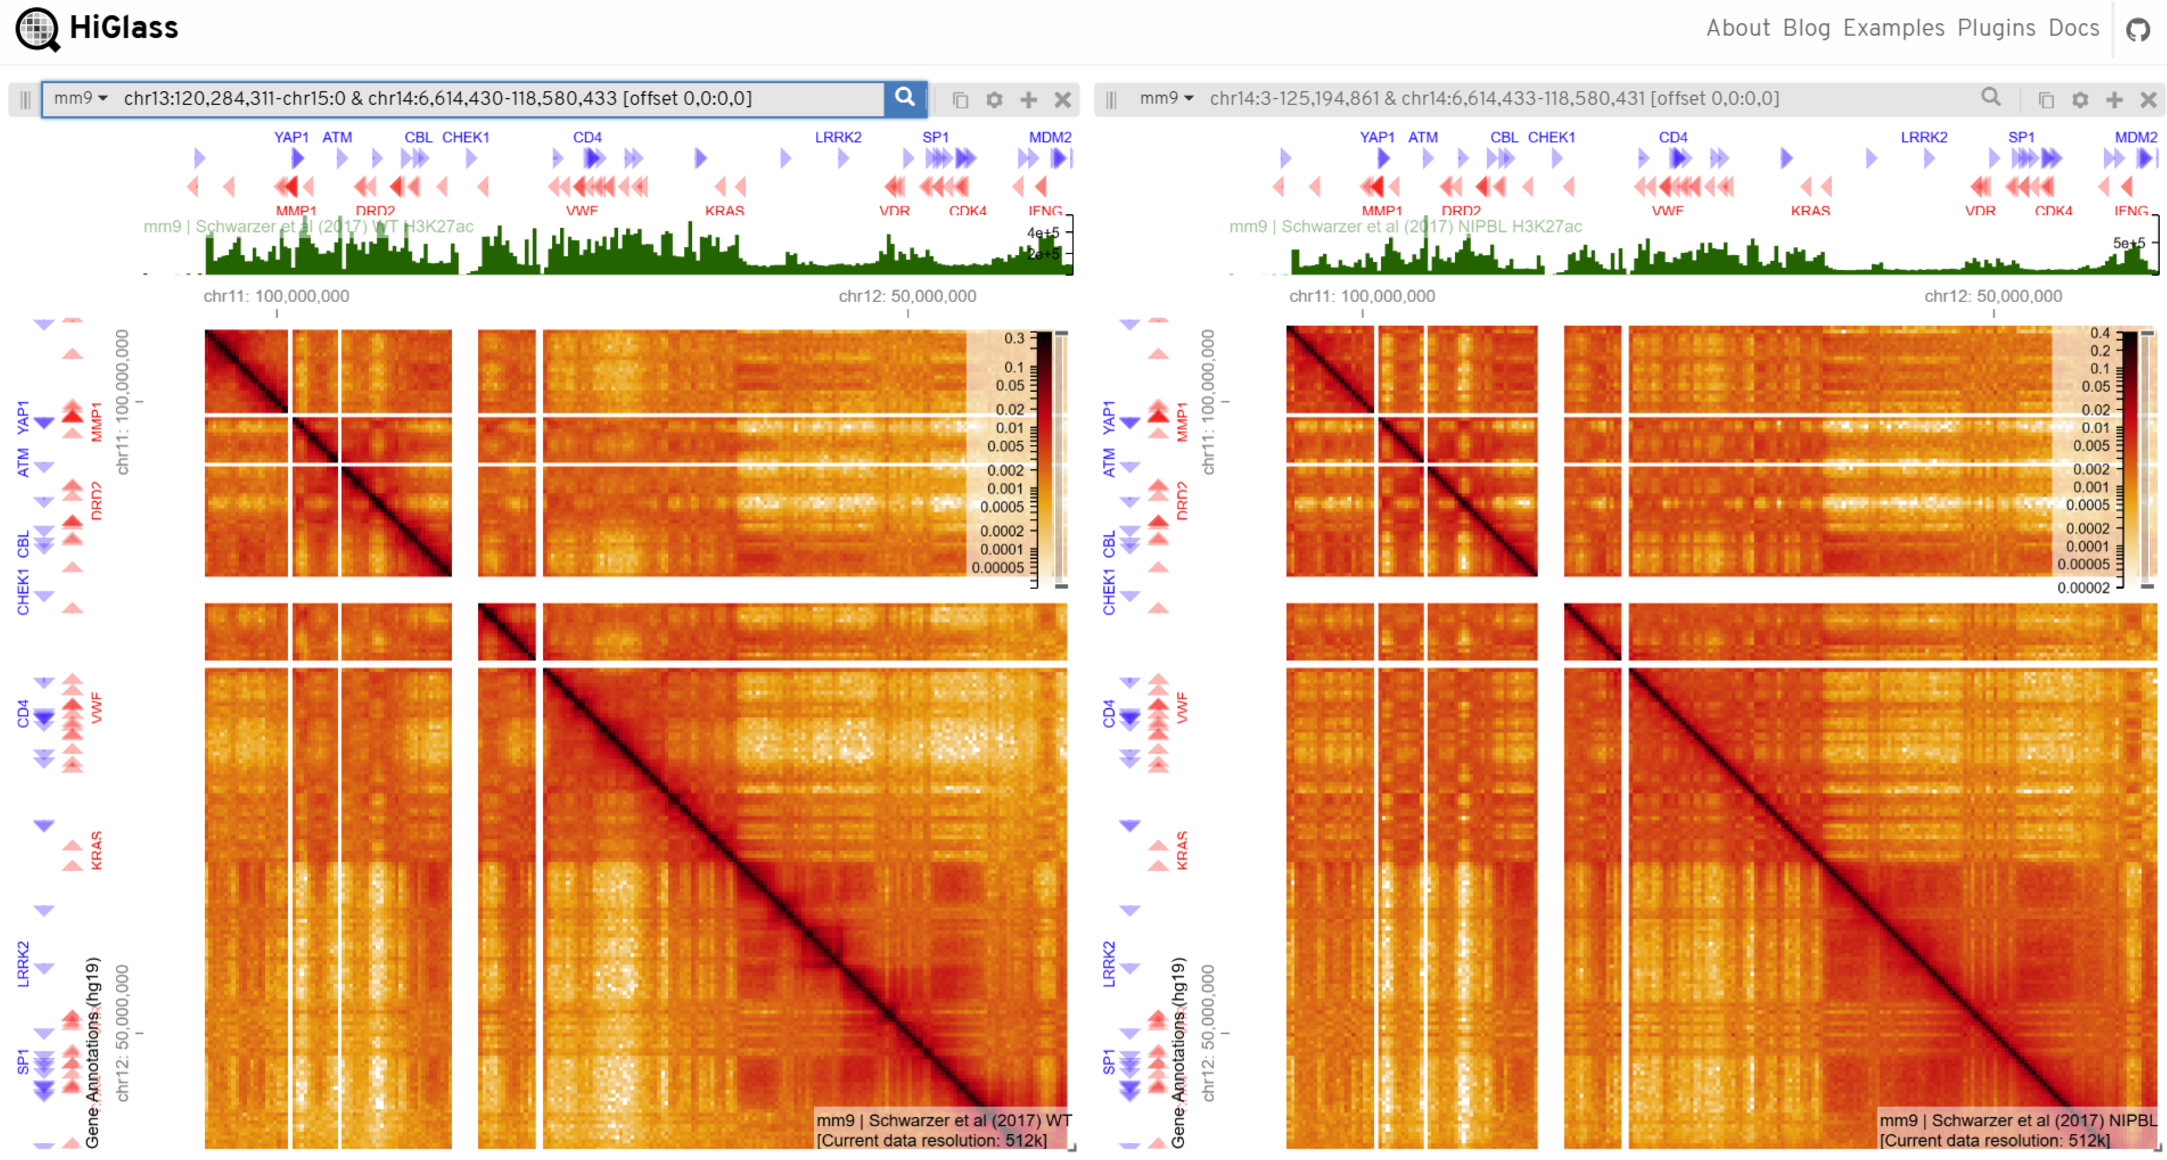 HiGlass
About Blog Examples Plugins Docs
mm9 chr13:120,284,311-chr15:0 & chr14:6,614,430-118,580,433 [offset 0,0:0,0]
mm9 chr14:3-125,194,861 & chr14:6,614,433-118,580,431 [offset 0,0:0,0]
YAP1 ATM CBL CHEK1 CD4 LRRK2 SP1 MDM2
MMP1 DRD2 VWF KRAS VDR CDK4 IFNG
mm9 | Schwarzer et al (2017) WT H3K27ac
4e+5
2e+5
chr11: 100,000,000 chr12: 50,000,000
YAP1
ATM
CBL
CHEK1
CD4
LRRK2
SP1
MMP1
DRD2
VWF
KRAS
Gene Annotations (hg19)
chr11: 100,000,000
chr12: 50,000,000
0.3
0.1
0.05
0.02
0.01
0.005
0.002
0.001
0.0005
0.0002
0.0001
0.00005
mm9 | Schwarzer et al (2017) WT
[Current data resolution: 512k]
YAP1 ATM CBL CHEK1 CD4 LRRK2 SP1 MDM2
MMP1 DRD2 VWF KRAS VDR CDK4 IFNG
mm9 | Schwarzer et al (2017) NIPBL H3K27ac
5e+5
chr11: 100,000,000 chr12: 50,000,000
YAP1
ATM
CBL
CHEK1
CD4
LRRK2
SP1
MMP1
DRD2
VWF
KRAS
Gene Annotations (hg19)
chr11: 100,000,000
chr12: 50,000,000
0.4
0.2
0.1
0.05
0.02
0.01
0.005
0.002
0.001
0.0005
0.0002
0.0001
0.00005
0.00002
mm9 | Schwarzer et al (2017) NIPBL
[Current data resolution: 512k]